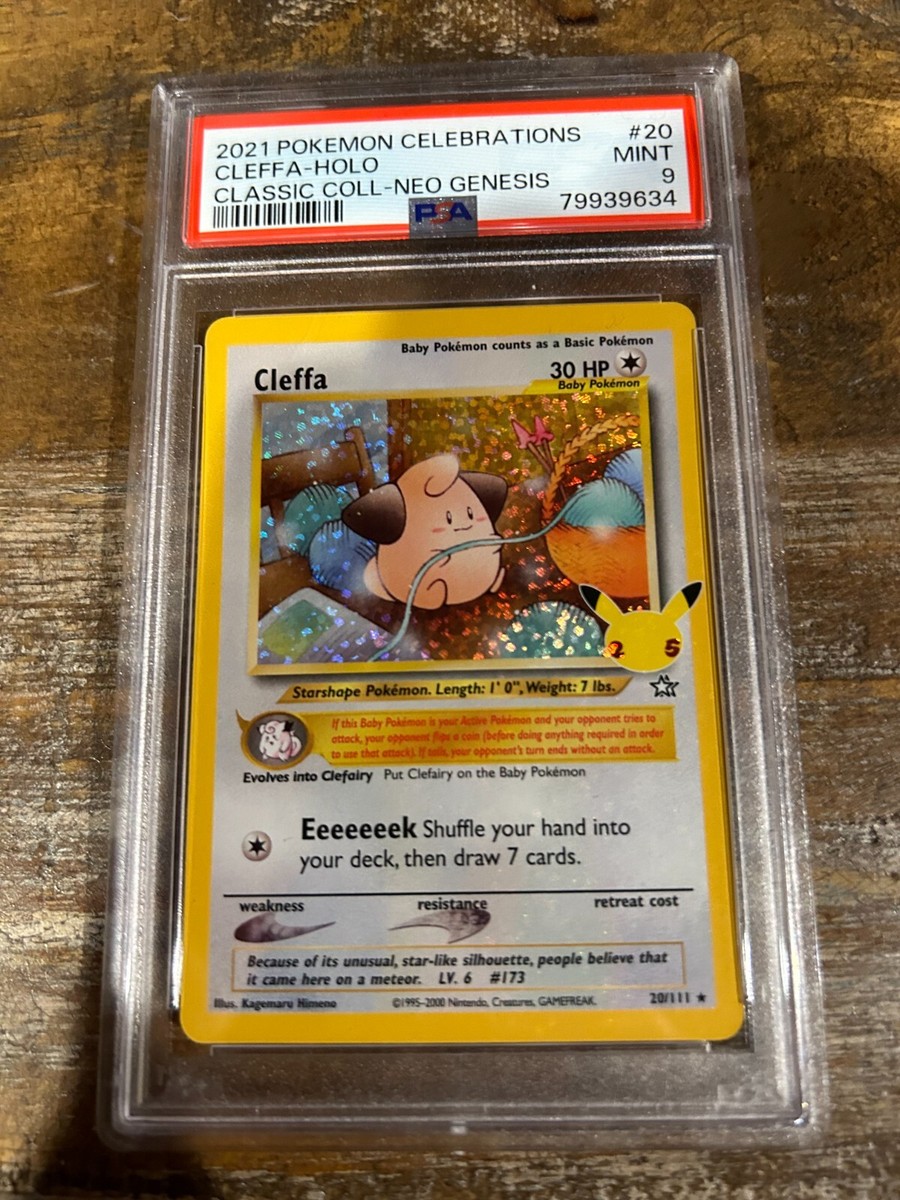 2021 POKEMON CELEBRATIONS #20
CLEFFA-HOLO MINT
CLASSIC COLL-NEO GENESIS 9
79939634
PSA
Baby Pokémon counts as a Basic Pokémon
Cleffa 30 HP
Baby Pokémon
2 5
Starshape Pokémon. Length: 1' 0", Weight: 7 lbs.
If this Baby Pokémon is your Active Pokémon and your opponent tries to
attack, your opponent flips a coin (before doing anything required in order
to use that attack). If tails, your opponent's turn ends without an attack.
Evolves into Clefairy Put Clefairy on the Baby Pokémon
Eeeeeeek Shuffle your hand into
your deck, then draw 7 cards.
weakness resistance retreat cost
Because of its unusual, star-like silhouette, people believe that
it came here on a meteor. LV. 6 #173
Illus. Kagemaru Himeno ©1995-2000 Nintendo, Creatures, GAMEFREAK. 20/111 ★